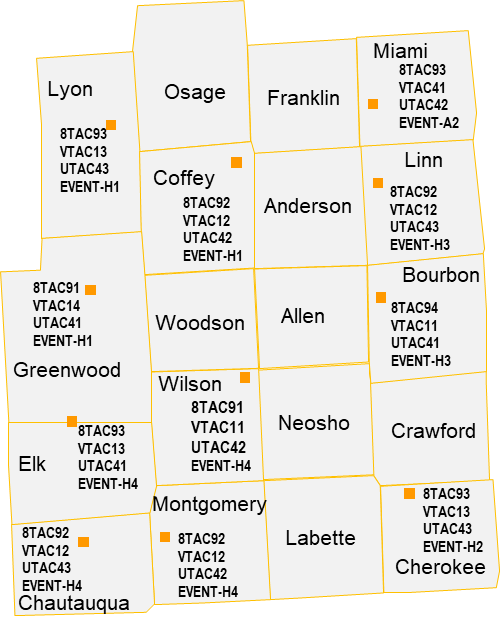 Lyon
8TAC93
VTAC13
UTAC43
EVENT-H1
Osage
Franklin
Miami
8TAC93
VTAC41
UTAC42
EVENT-A2
Coffey
8TAC92
VTAC12
UTAC42
EVENT-H1
Anderson
Linn
8TAC92
VTAC12
UTAC43
EVENT-H3
8TAC91
VTAC14
UTAC41
EVENT-H1
Greenwood
Woodson
Allen
Bourbon
8TAC94
VTAC11
UTAC41
EVENT-H3
Wilson
8TAC91
VTAC11
UTAC42
EVENT-H4
Neosho
Crawford
Elk
8TAC93
VTAC13
UTAC41
EVENT-H4
Montgomery
8TAC92
VTAC12
UTAC42
EVENT-H4
Labette
8TAC93
VTAC13
UTAC43
EVENT-H2
Cherokee
8TAC92
VTAC12
UTAC43
EVENT-H4
Chautauqua